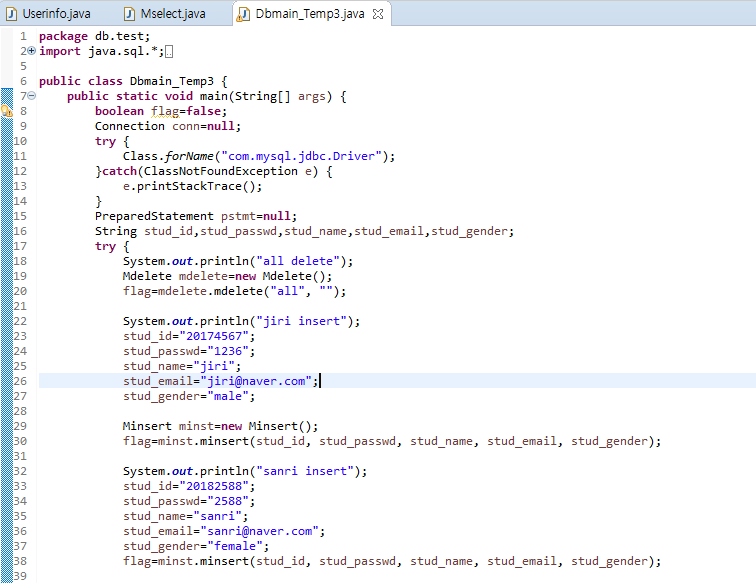 Userinfo.java Mselect.java Dbmain_Temp3.java
1 package db.test;
2 import java.sql.*;
5
6 public class Dbmain_Temp3 {
7 public static void main(String[] args) {
8 boolean flag=false;
9 Connection conn=null;
10 try {
11 Class.forName("com.mysql.jdbc.Driver");
12 }catch(ClassNotFoundException e) {
13 e.printStackTrace();
14 }
15 PreparedStatement pstmt=null;
16 String stud_id,stud_passwd,stud_name,stud_email,stud_gender;
17 try {
18 System.out.println("all delete");
19 Mdelete mdelete=new Mdelete();
20 flag=mdelete.mdelete("all", "");
21
22 System.out.println("jiri insert");
23 stud_id="20174567";
24 stud_passwd="1236";
25 stud_name="jiri";
26 stud_email="jiri@naver.com";
27 stud_gender="male";
28
29 Minsert minst=new Minsert();
30 flag=minst.minsert(stud_id, stud_passwd, stud_name, stud_email, stud_gender);
31
32 System.out.println("sanri insert");
33 stud_id="20182588";
34 stud_passwd="2588";
35 stud_name="sanri";
36 stud_email="sanri@naver.com";
37 stud_gender="female";
38 flag=minst.minsert(stud_id, stud_passwd, stud_name, stud_email, stud_gender);
39